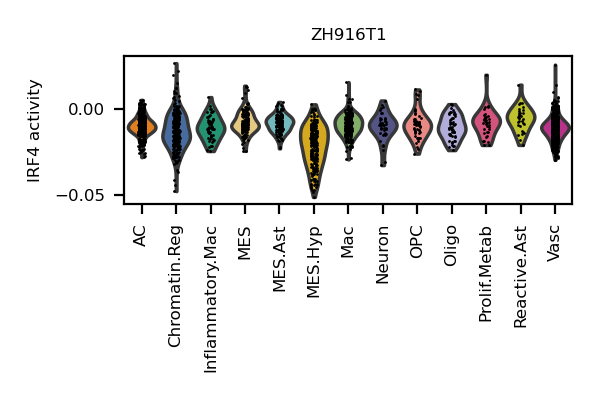 ZH916T1
IRF4 activity
0.00
−0.05
AC
Chromatin.Reg
Inflammatory.Mac
MES
MES.Ast
MES.Hyp
Mac
Neuron
OPC
Oligo
Prolif.Metab
Reactive.Ast
Vasc